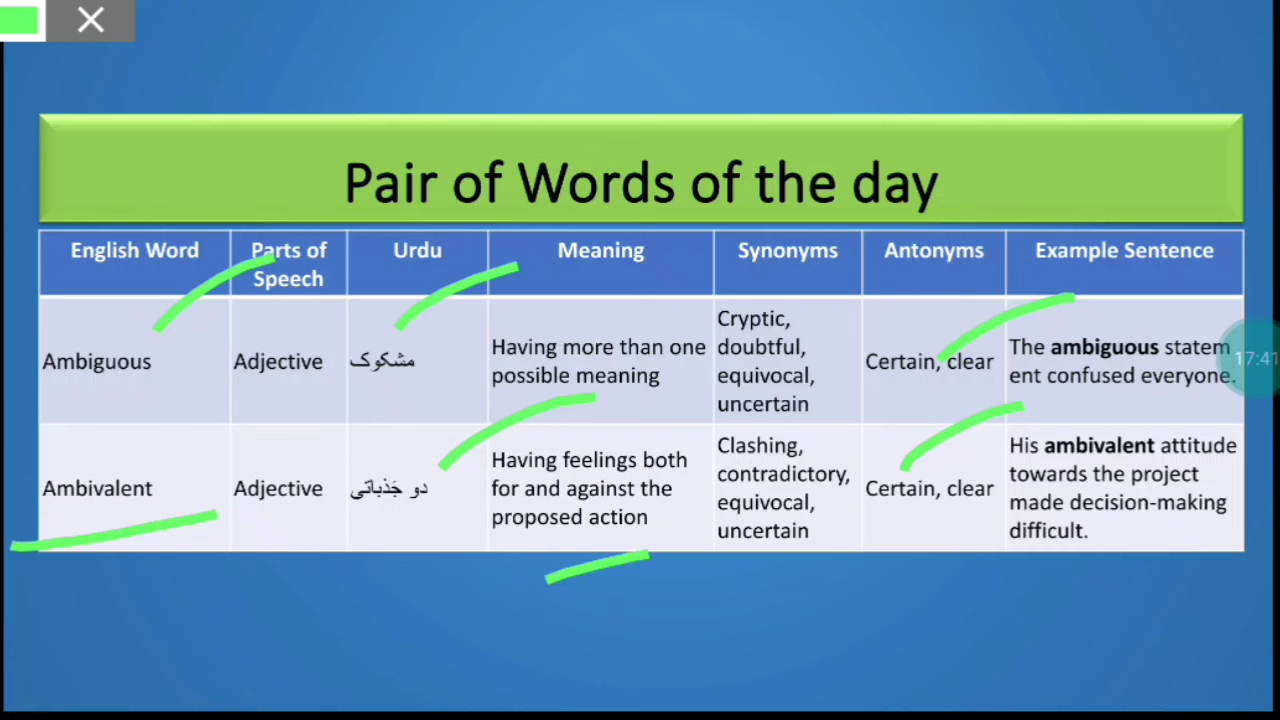 Pair of Words of the day
English Word
Parts of
Speech
Urdu
Meaning
Synonyms
Antonyms
Example Sentence
Ambiguous
Adjective
مشکوک
Having more than one
possible meaning
Cryptic,
doubtful,
equivocal,
uncertain
Certain, clear
The ambiguous statem
ent confused everyone.
Ambivalent
Adjective
دو جَذباتی
Having feelings both
for and against the
proposed action
Clashing,
contradictory,
equivocal,
uncertain
Certain, clear
His ambivalent attitude
towards the project
made decision-making
difficult.
17:41